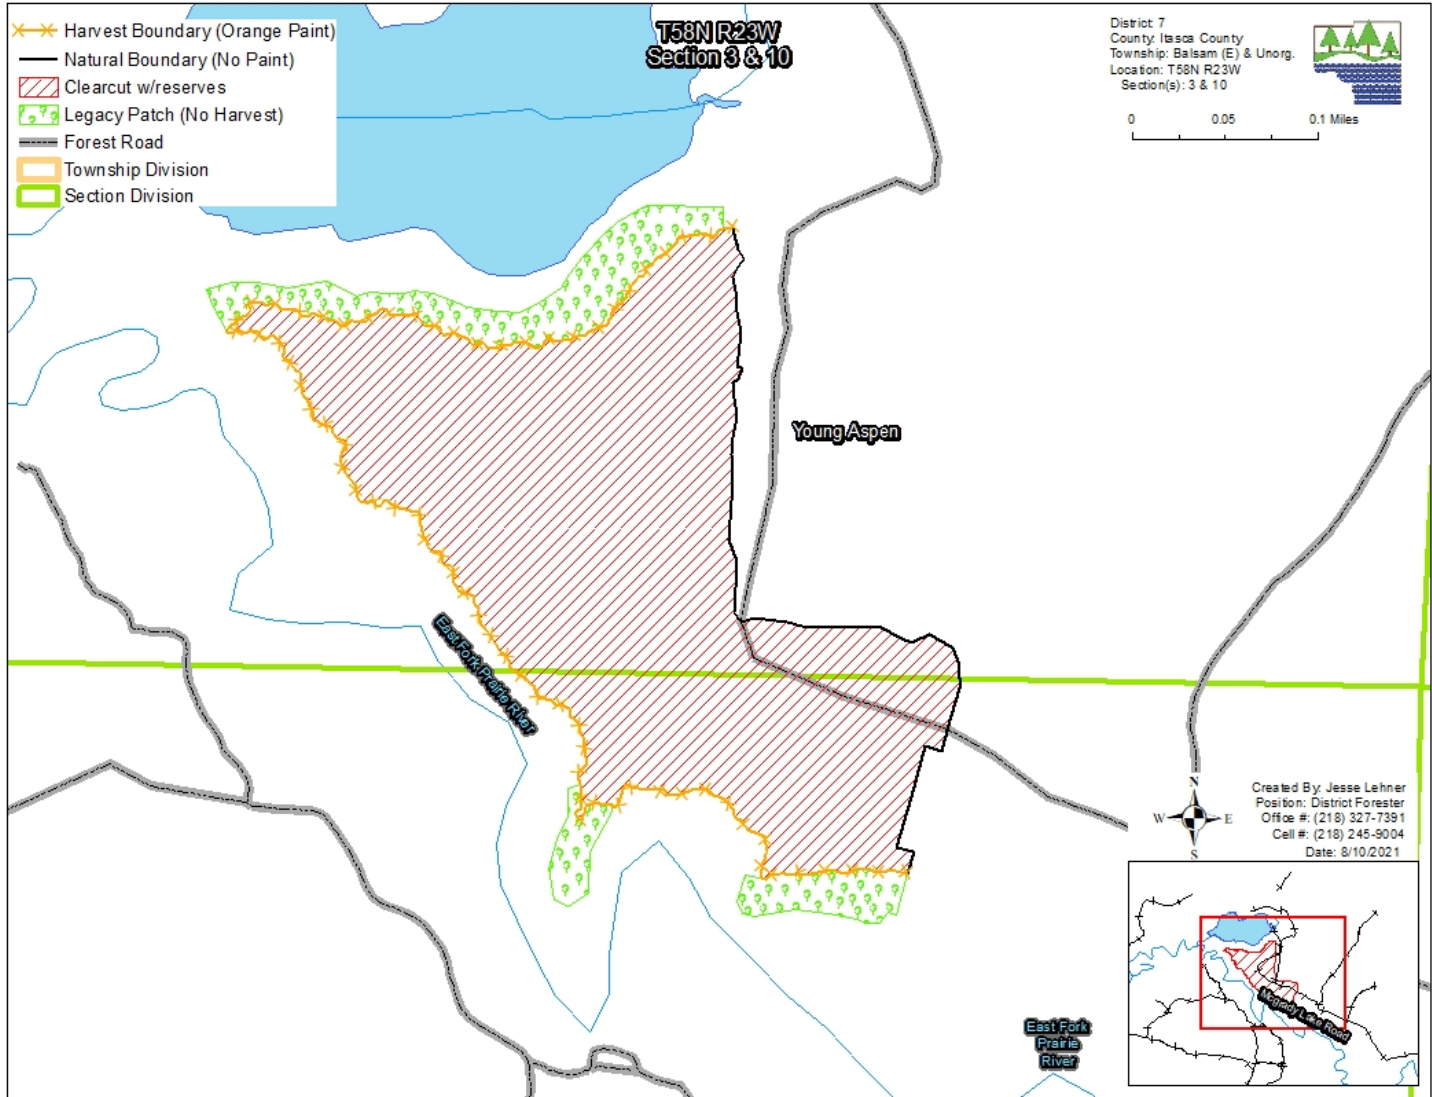 Harvest Boundary (Orange Paint)
Natural Boundary (No Paint)
Clearcut w/reserves
Legacy Patch (No Harvest)
Forest Road
Township Division
Section Division
T58N R23W
Section 3 & 10
District: 7
County: Itasca County
Township: Balsam (E) & Unorg.
Location: T58N R23W
Section(s): 3 & 10
0 0.05 0.1 Miles
Young Aspen
East Fork Prairie River
N
W E
S
Created By: Jesse Lehner
Position: District Forester
Office #: (218) 327-7391
Cell #: (218) 245-9004
Date: 8/10/2021
Mcgrady Lake Road
East Fork
Prairie
River